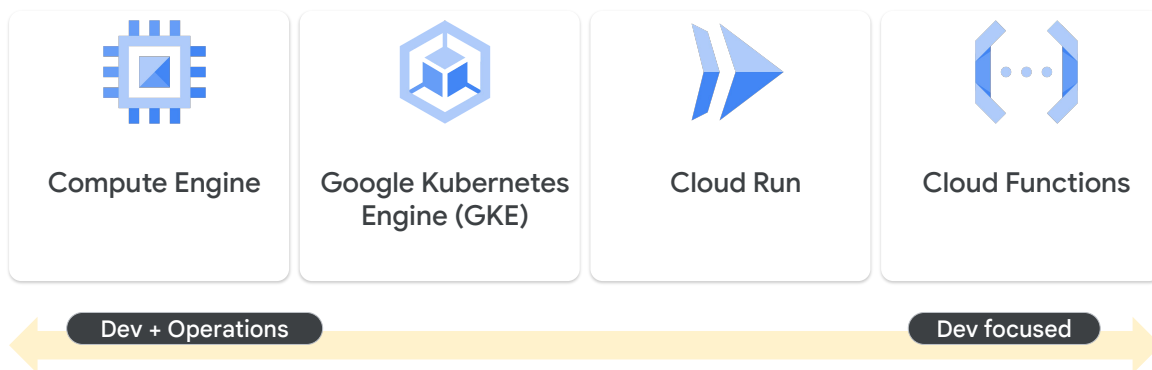 Compute Engine
Google Kubernetes
Engine (GKE)
Cloud Run
Cloud Functions
Dev + Operations
Dev focused